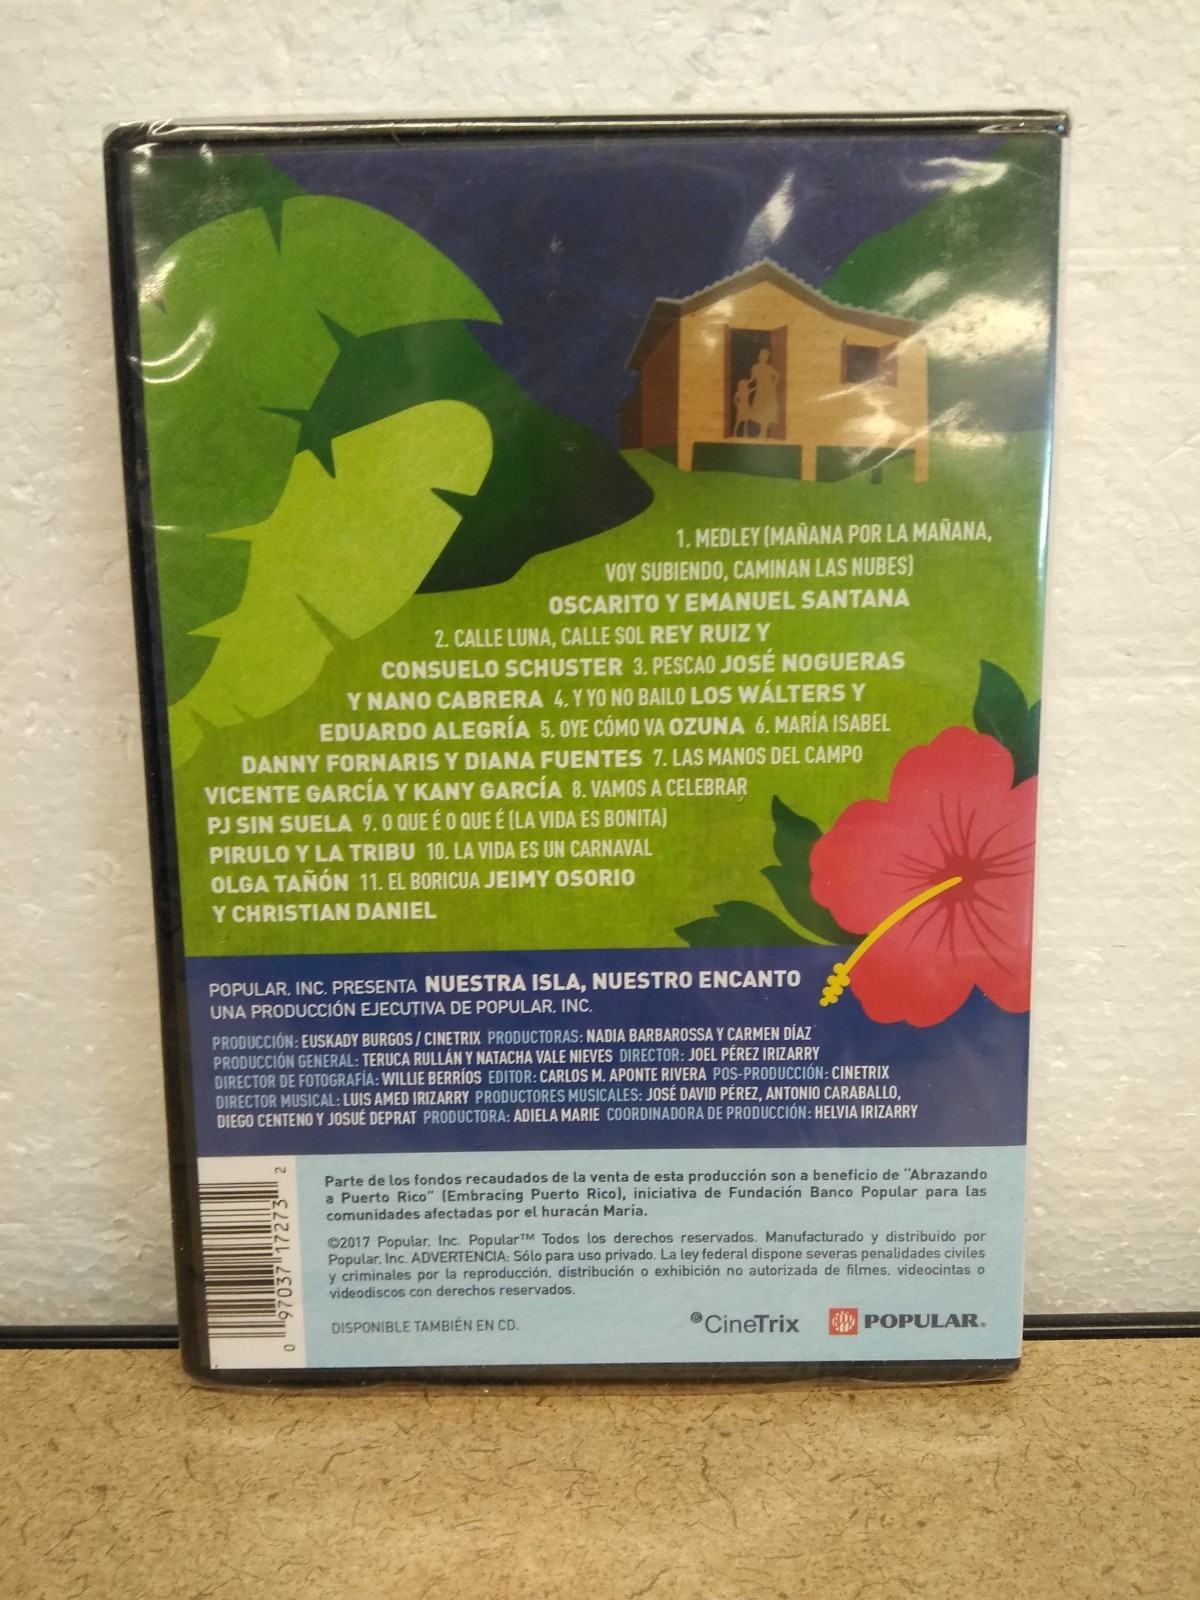 1. MEDLEY (MAÑANA POR LA MAÑANA,
VOY SUBIENDO, CAMINAN LAS NUBES)
OSCARITO Y EMANUEL SANTANA
2. CALLE LUNA, CALLE SOL REY RUIZ Y
CONSUELO SCHUSTER 3. PESCAO JOSÉ NOGUERAS
Y NANO CABRERA 4. Y YO NO BAILO LOS WÁLTERS Y
EDUARDO ALEGRÍA 5. OYE CÓMO VA OZUNA 6. MARÍA ISABEL
DANNY FORNARIS Y DIANA FUENTES 7. LAS MANOS DEL CAMPO
VICENTE GARCÍA Y KANY GARCÍA 8. VAMOS A CELEBRAR
PJ SIN SUELA 9. O QUE É O QUE É (LA VIDA ES BONITA)
PIRULO Y LA TRIBU 10. LA VIDA ES UN CARNAVAL
OLGA TAÑÓN 11. EL BORICUA JEIMY OSORIO
Y CHRISTIAN DANIEL
POPULAR, INC. PRESENTA NUESTRA ISLA, NUESTRO ENCANTO
UNA PRODUCCIÓN EJECUTIVA DE POPULAR, INC.
PRODUCCIÓN: EUSKADY BURGOS / CINETRIX PRODUCTORAS: NADIA BARBAROSSA Y CARMEN DÍAZ
PRODUCCIÓN GENERAL: TERUCA RULLÁN Y NATACHA VALE NIEVES DIRECTOR: JOEL PÉREZ IRIZARRY
DIRECTOR DE FOTOGRAFÍA: WILLIE BERRÍOS EDITOR: CARLOS M. APONTE RIVERA POS-PRODUCCIÓN: CINETRIX
DIRECTOR MUSICAL: LUIS AMED IRIZARRY PRODUCTORES MUSICALES: JOSÉ DAVID PÉREZ, ANTONIO CARABALLO,
DIEGO CENTENO Y JOSUÉ DEPRAT PRODUCTORA: ADIELA MARIE COORDINADORA DE PRODUCCIÓN: HELVIA IRIZARRY
Parte de los fondos recaudados de la venta de esta producción son a beneficio de "Abrazando
a Puerto Rico" (Embracing Puerto Rico), iniciativa de Fundación Banco Popular para las
comunidades afectadas por el huracán María.
©2017 Popular, Inc. Popular™ Todos los derechos reservados. Manufacturado y distribuido por
Popular, Inc. ADVERTENCIA: Sólo para uso privado. La ley federal dispone severas penalidades civiles
y criminales por la reproducción, distribución o exhibición no autorizada de filmes, videocintas o
videodiscos con derechos reservados.
DISPONIBLE TAMBIÉN EN CD.
CineTrix
POPULAR®
0 97037 17273 2